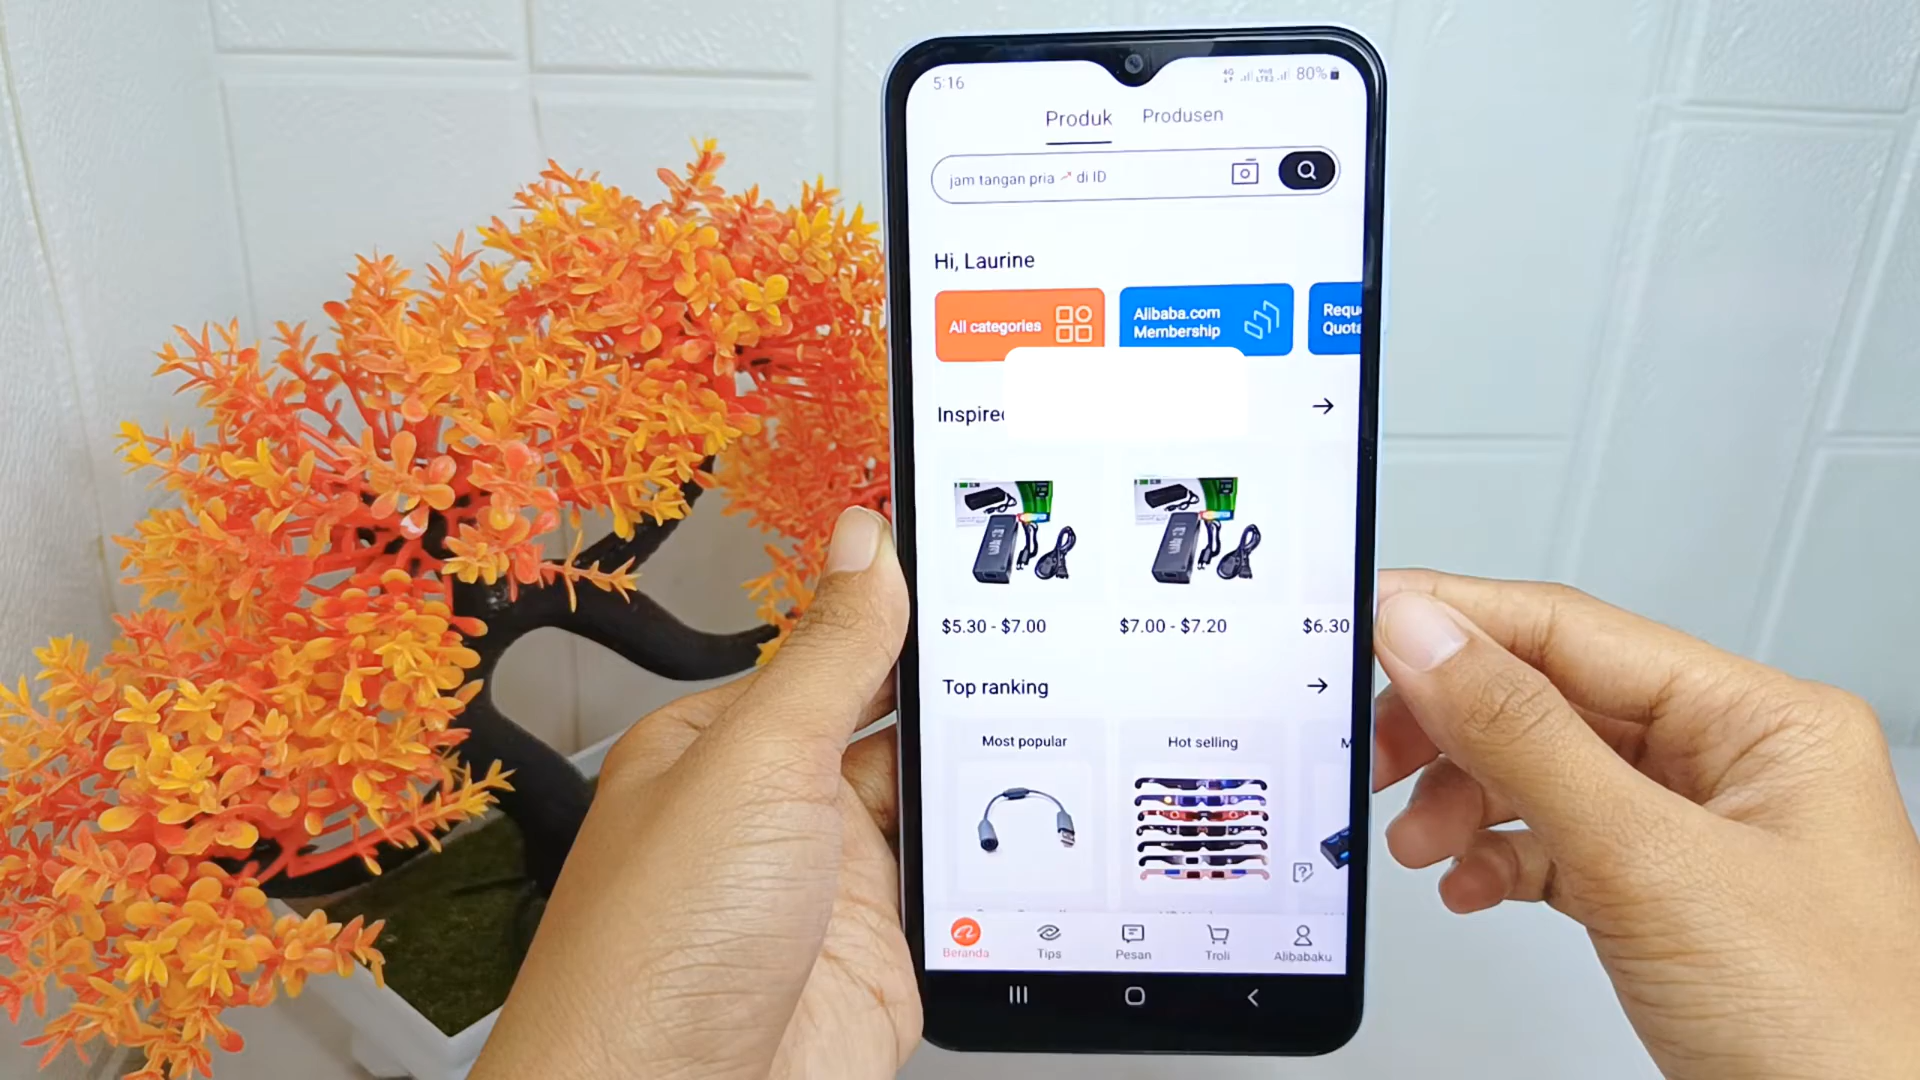 5:16
80%
Produk Produsen
jam tangan pria di ID
Hi, Laurine
All categories
Alibaba.com
Membership
Requ
Quota
Inspired
$5.30 - $7.00 $7.00 - $7.20 $6.30
Top ranking
Most popular Hot selling M
Beranda Tips Pesan Troli Alibabaku